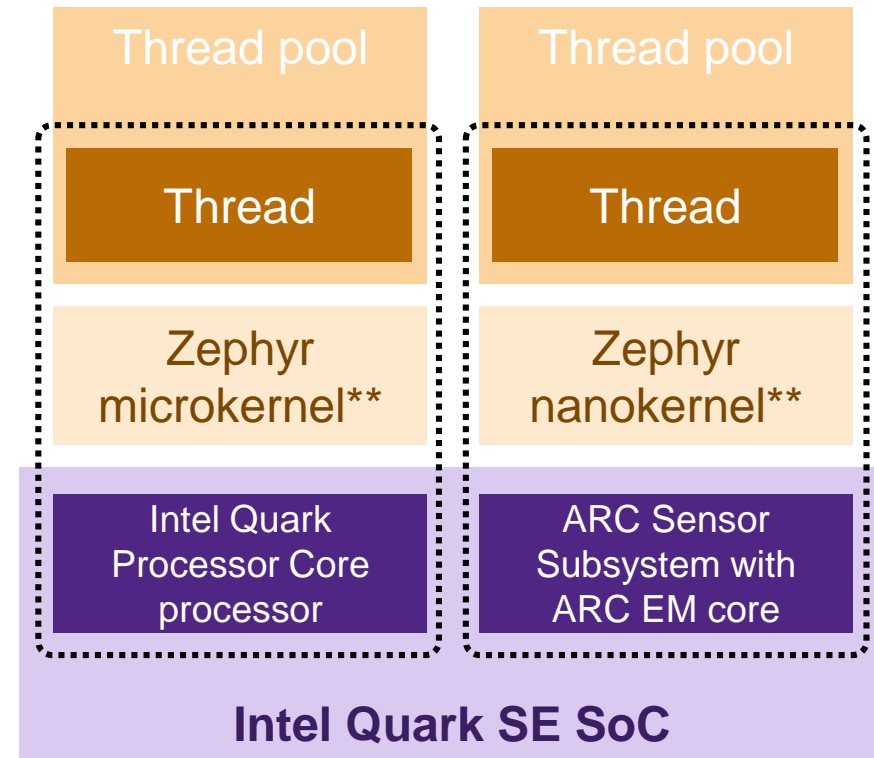 Thread pool
Thread
Zephyr
microkernel**
Intel Quark
Processor Core
processor
Thread pool
Thread
Zephyr
nanokernel**
ARC Sensor
Subsystem with
ARC EM core
Intel Quark SE SoC